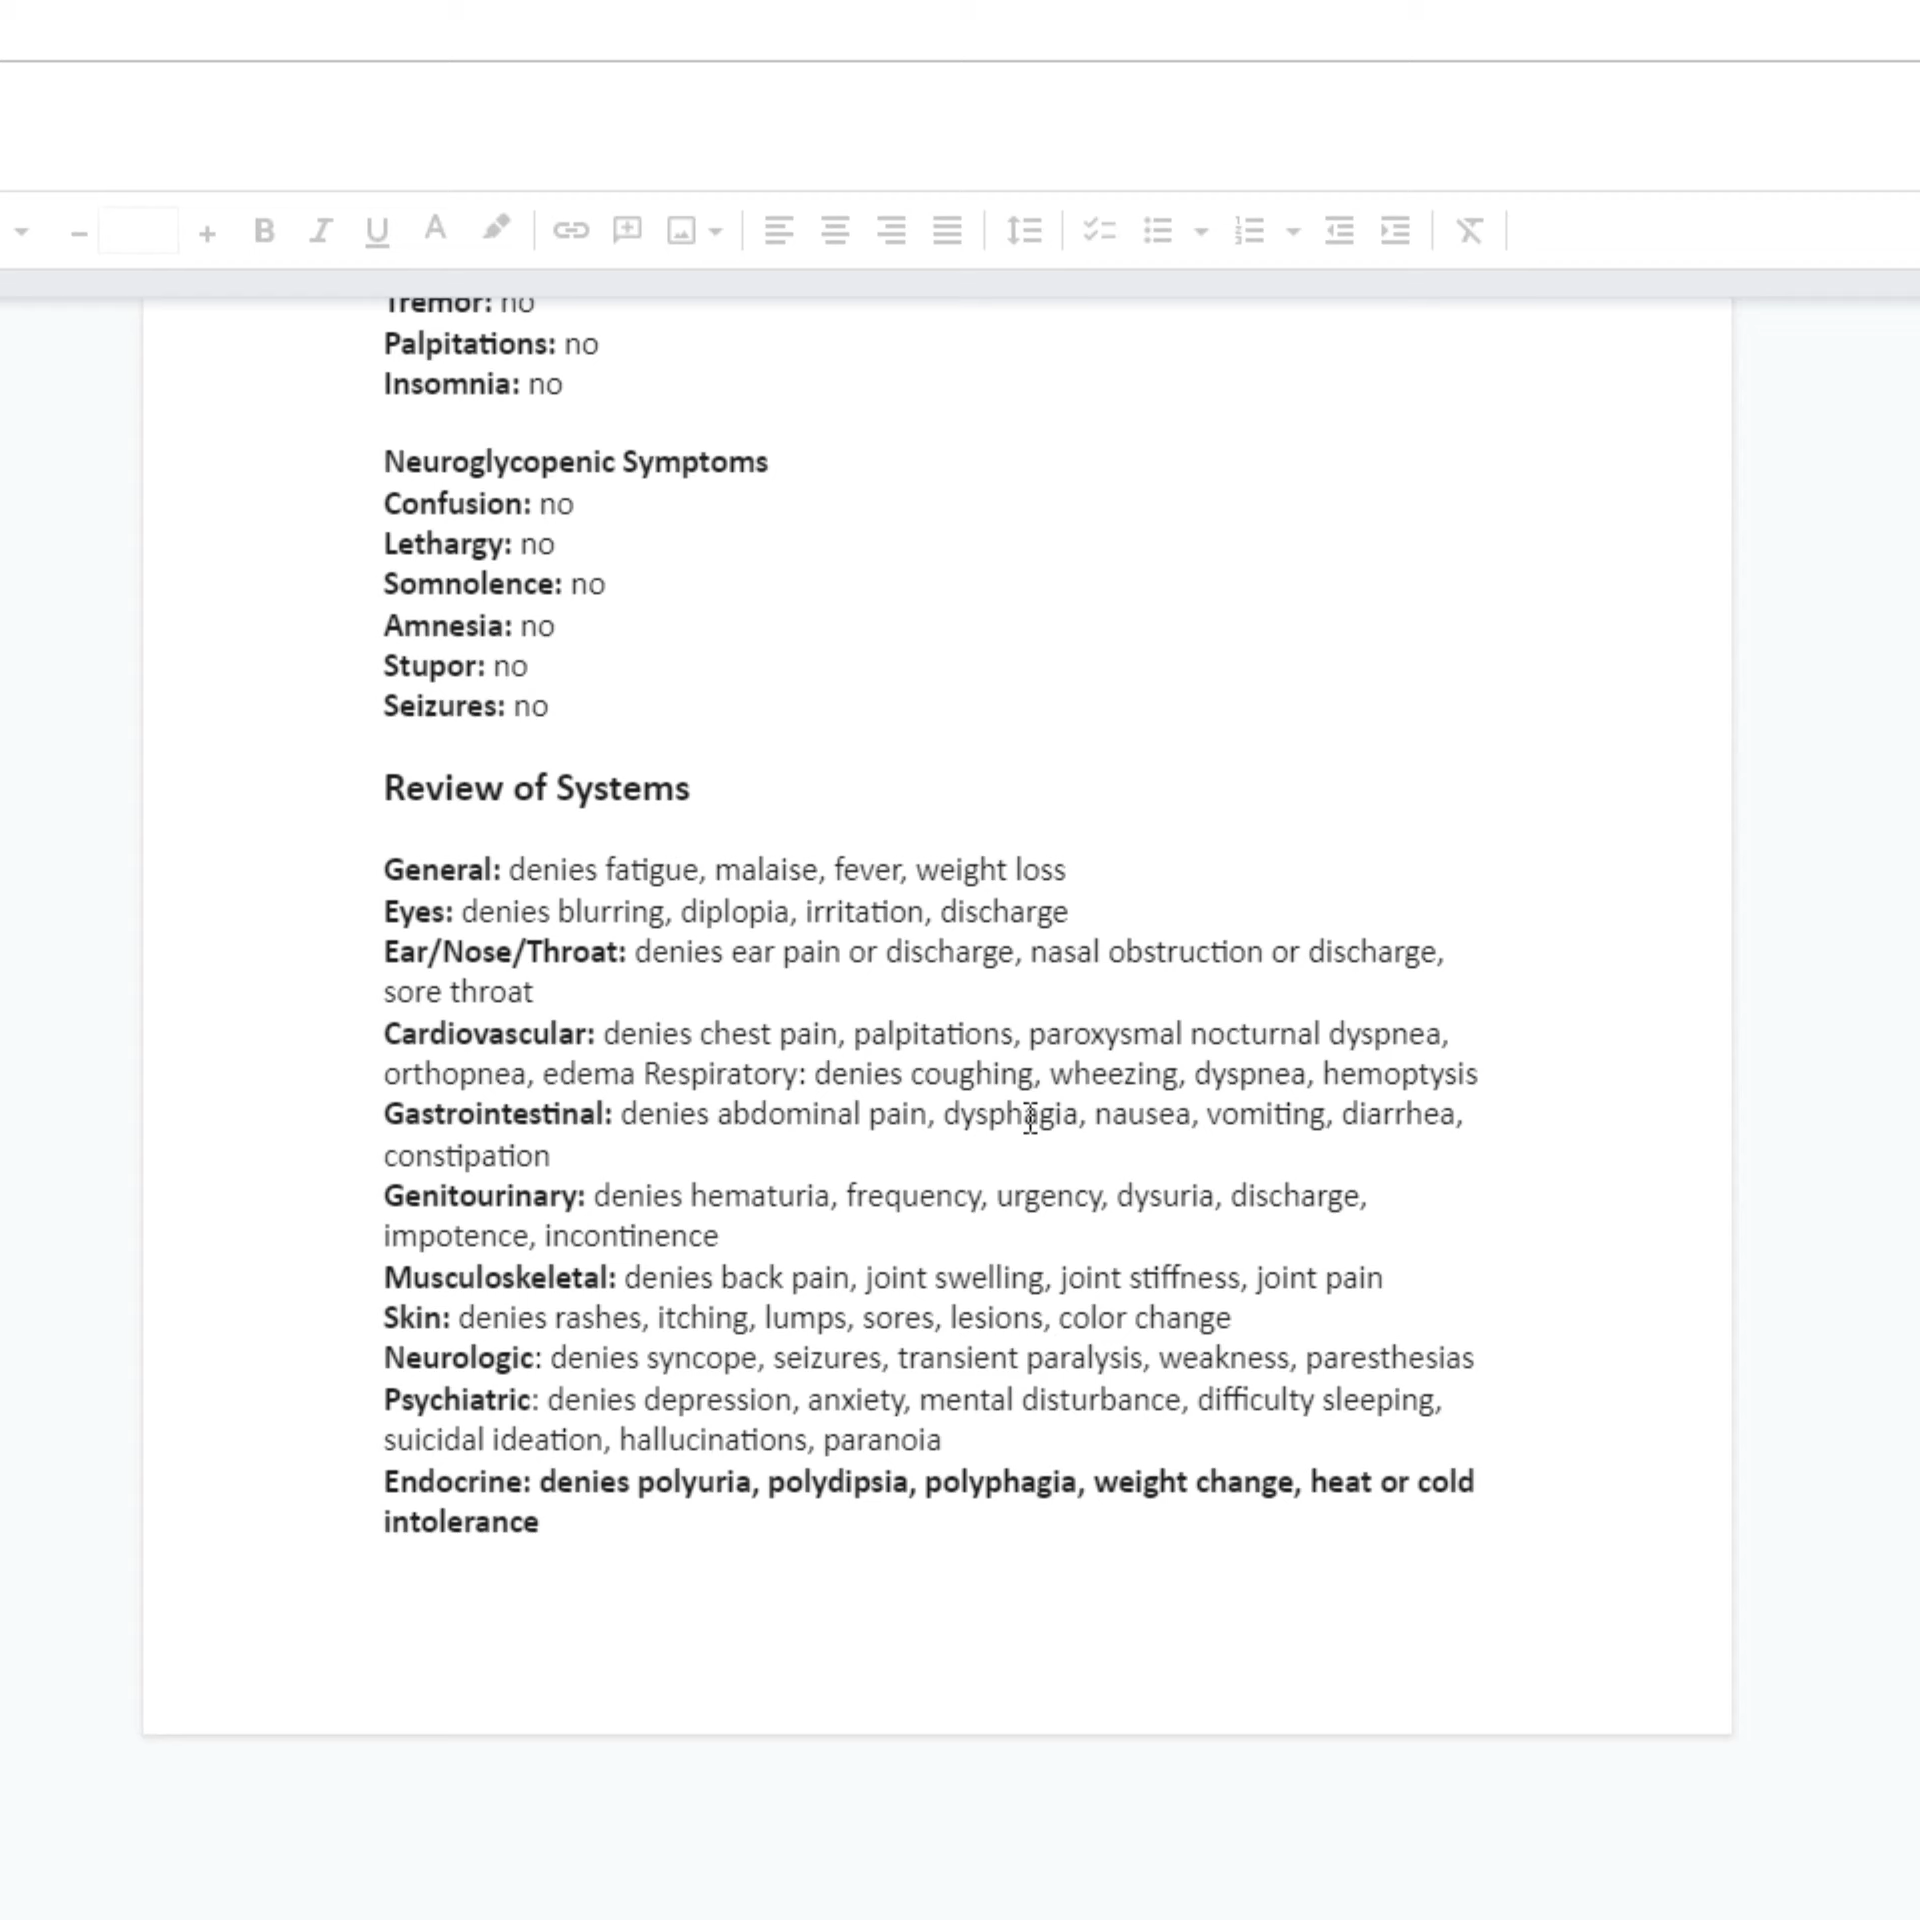 Tremor: no
Palpitations: no
Insomnia: no
Neuroglycopenic Symptoms
Confusion: no
Lethargy: no
Somnolence: no
Amnesia: no
Stupor: no
Seizures: no
Review of Systems
General: denies fatigue, malaise, fever, weight loss
Eyes: denies blurring, diplopia, irritation, discharge
Ear/Nose/Throat: denies ear pain or discharge, nasal obstruction or discharge,
sore throat
Cardiovascular: denies chest pain, palpitations, paroxysmal nocturnal dyspnea,
orthopnea, edema Respiratory: denies coughing, wheezing, dyspnea, hemoptysis
Gastrointestinal: denies abdominal pain, dysphagia, nausea, vomiting, diarrhea,
constipation
Genitourinary: denies hematuria, frequency, urgency, dysuria, discharge,
impotence, incontinence
Musculoskeletal: denies back pain, joint swelling, joint stiffness, joint pain
Skin: denies rashes, itching, lumps, sores, lesions, color change
Neurologic: denies syncope, seizures, transient paralysis, weakness, paresthesias
Psychiatric: denies depression, anxiety, mental disturbance, difficulty sleeping,
suicidal ideation, hallucinations, paranoia
Endocrine: denies polyuria, polydipsia, polyphagia, weight change, heat or cold
intolerance